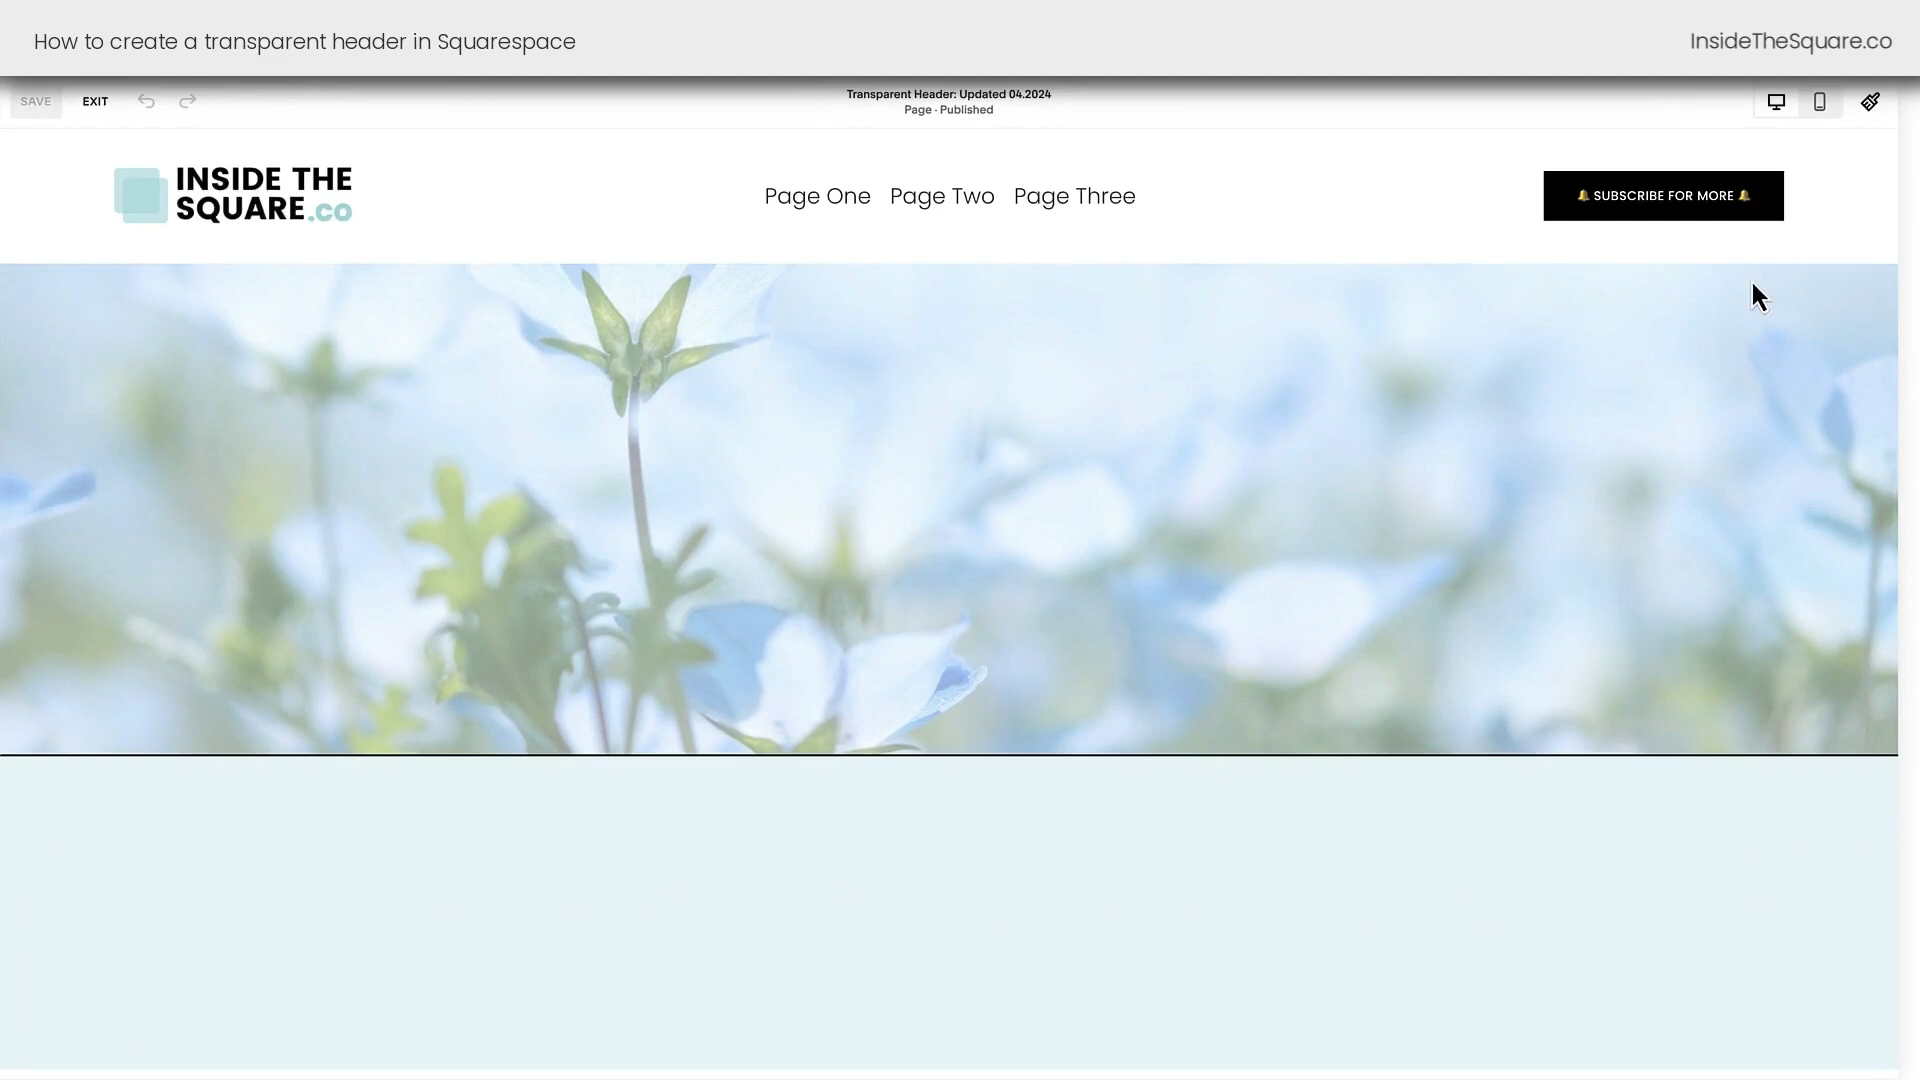 How to create a transparent header in Squarespace
InsideTheSquare.co
SAVE
EXIT
Transparent Header: Updated 04.2024
Page · Published
INSIDE THE
SQUARE.co
Page One
Page Two
Page Three
🔔 SUBSCRIBE FOR MORE 🔔